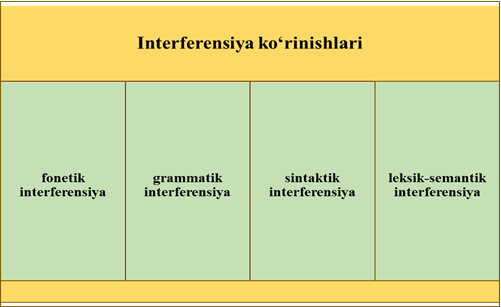 Interferensiya ko‘rinishlari
fonetik
interferensiya
grammatik
interferensiya
sintaktik
interferensiya
leksik-semantik
interferensiya